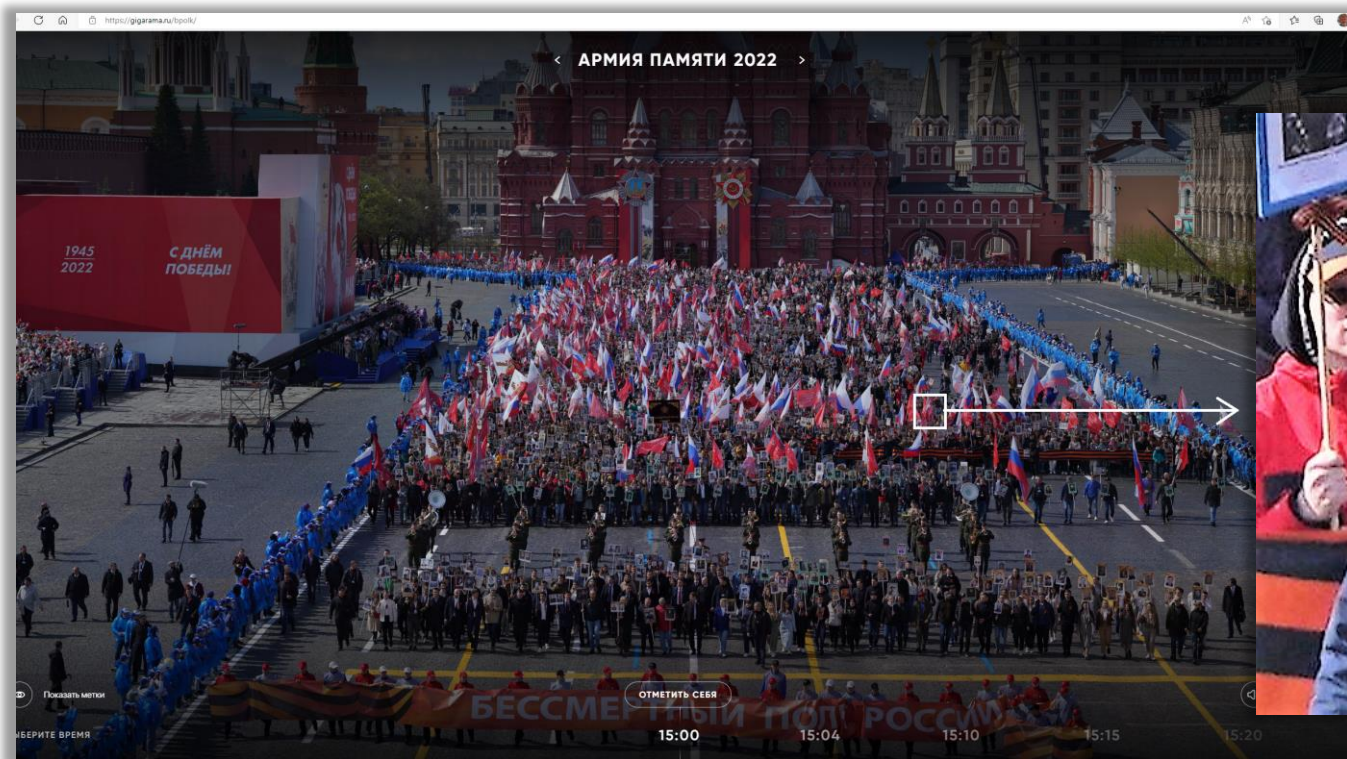 https://gigarama.ru/bpolk/
АРМИЯ ПАМЯТИ 2022
1945
2022
С ДНЁМ
ПОБЕДЫ!
Показать метки
ОТМЕТИТЬ СЕБЯ
БЕССМЕРТНЫЙ ПОЛК РОССИИ
ВЫБЕРИТЕ ВРЕМЯ
15:00 15:04 15:10 15:15 15:20